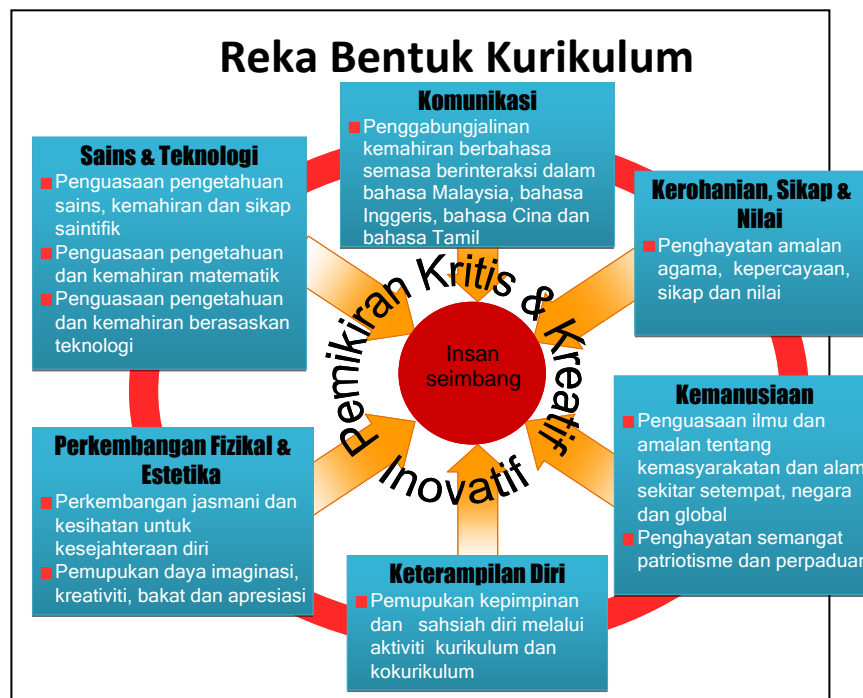 Reka Bentuk Kurikulum
Komunikasi
Penggabungjalinan
kemahiran berbahasa
semasa berinteraksi dalam
bahasa Malaysia, bahasa
Inggeris, bahasa Cina dan
bahasa Tamil
Sains & Teknologi
Penguasaan pengetahuan
sains, kemahiran dan sikap
saintifik
Penguasaan pengetahuan
dan kemahiran matematik
Penguasaan pengetahuan
dan kemahiran berasaskan
teknologi
Kerohanian, Sikap &
Nilai
Penghayatan amalan
agama, kepercayaan,
sikap dan nilai
Pemikiran Kritis & Kreatif
Inovatif
Insan
seimbang
Kemanusiaan
Penguasaan ilmu dan
amalan tentang
kemasyarakatan dan alam
sekitar setempat, negara
dan global
Penghayatan semangat
patriotisme dan perpaduan
Perkembangan Fizikal &
Estetika
Perkembangan jasmani dan
kesihatan untuk
kesejahteraan diri
Pemupukan daya imaginasi,
kreativiti, bakat dan apresiasi
Keterampilan Diri
Pemupukan kepimpinan
dan sahsiah diri melalui
aktiviti kurikulum dan
kokurikulum